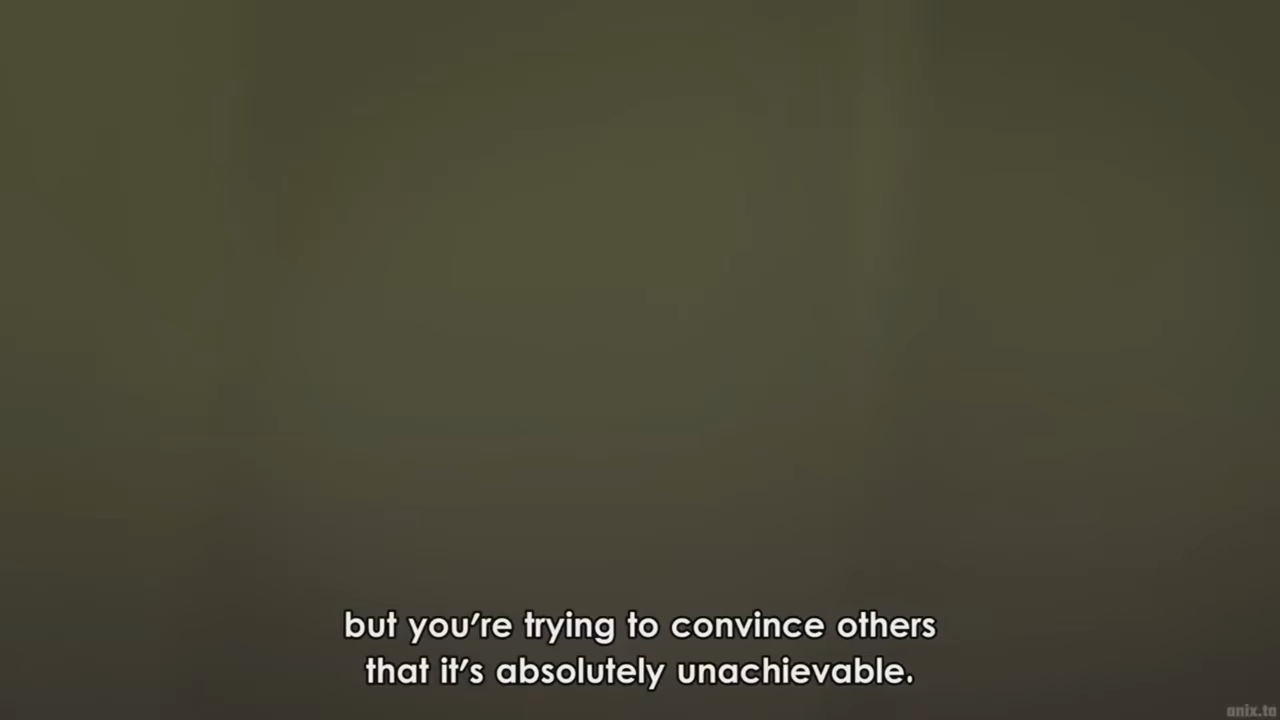 but you're trying to convince others
that it's absolutely unachievable.
anix.to